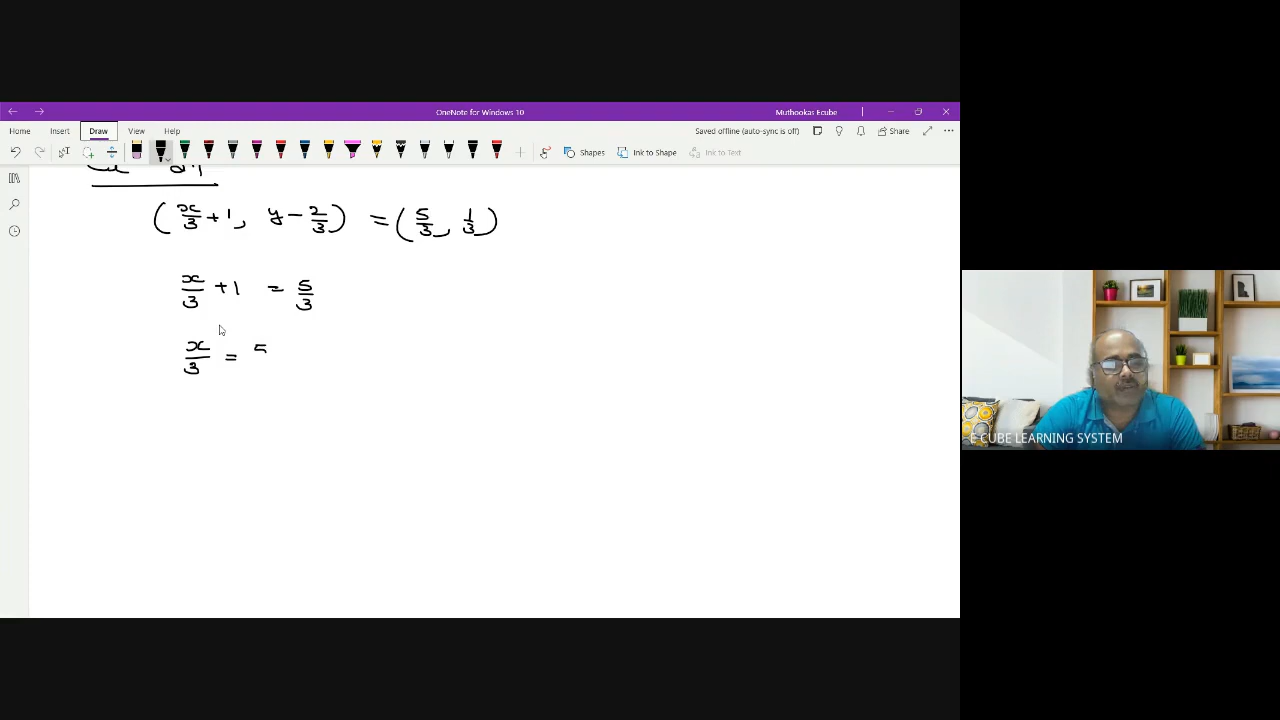 OneNote for Windows 10
Muthookas Ecube
Home Insert Draw View Help
Saved offline (auto-sync is off)
Share
Shapes
Ink to Shape
Ink to Text
(x/3 + 1, y - 2/3) = (5/3, 1/3)
x/3 + 1 = 5/3
x/3 = 5
E CUBE LEARNING SYSTEM